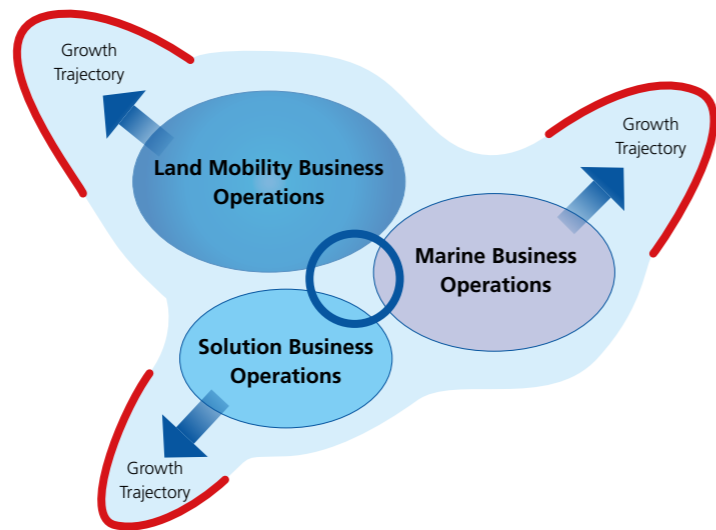 Growth
Trajectory
Land Mobility Business
Operations
Growth
Trajectory
Marine Business
Operations
Solution Business
Operations
Growth
Trajectory